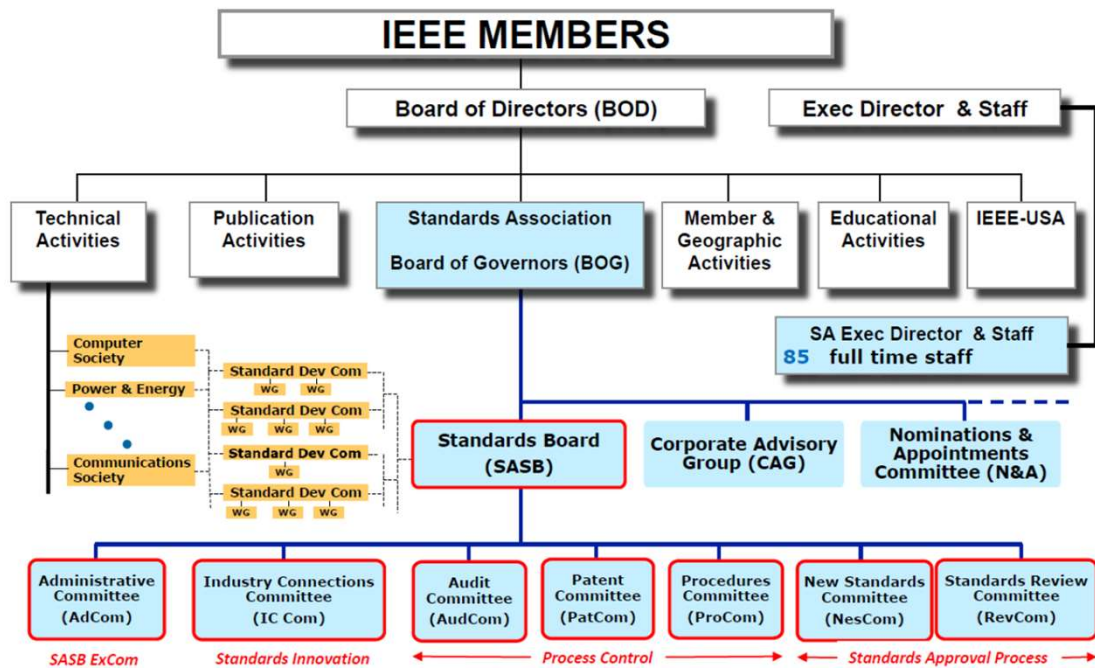 IEEE MEMBERS
Board of Directors (BOD)
Exec Director & Staff
Technical
Activities
Publication
Activities
Standards Association
Board of Governors (BOG)
Member &
Geographic
Activities
Educational
Activities
IEEE-USA
SA Exec Director & Staff
85 full time staff
Computer
Society
Power & Energy
Communications
Society
Standard Dev Com
WG WG
Standard Dev Com
WG WG WG
Standard Dev Com
WG
Standard Dev Com
WG WG WG
Standards Board
(SASB)
Corporate Advisory
Group (CAG)
Nominations &
Appointments
Committee (N&A)
Administrative
Committee
(AdCom)
Industry Connections
Committee
(IC Com)
Audit
Committee
(AudCom)
Patent
Committee
(PatCom)
Procedures
Committee
(ProCom)
New Standards
Committee
(NesCom)
Standards Review
Committee
(RevCom)
SASB ExCom
Standards Innovation
Process Control
Standards Approval Process